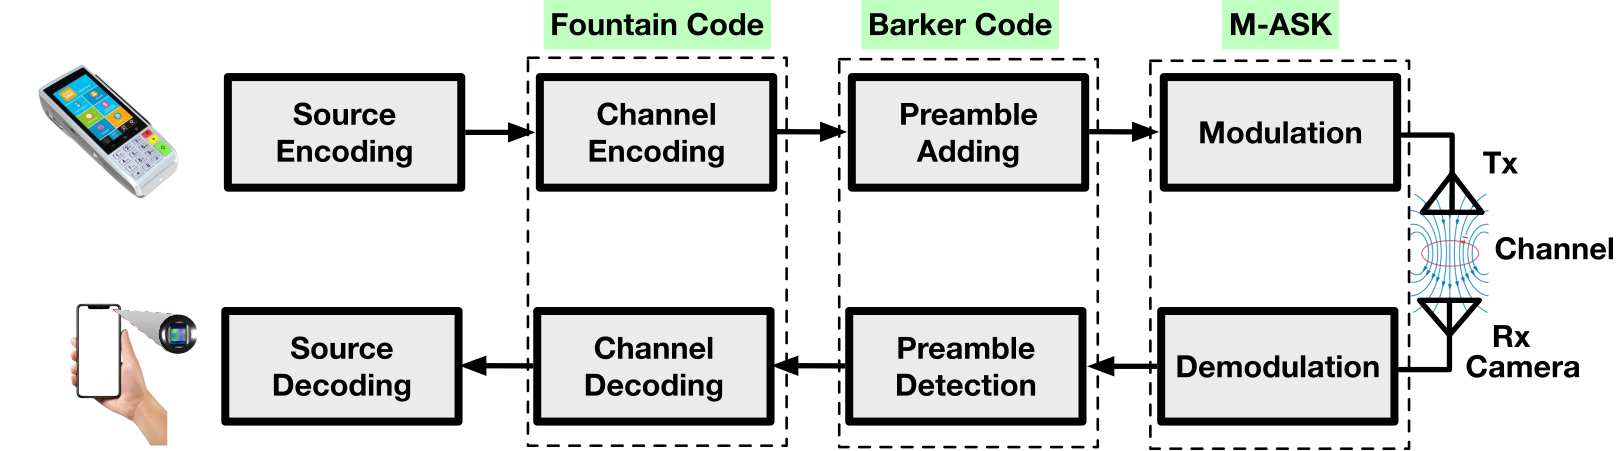 Fountain Code
Barker Code
M-ASK
Source
Encoding
Channel
Encoding
Preamble
Adding
Modulation
Tx
Channel
Source
Decoding
Channel
Decoding
Preamble
Detection
Demodulation
Rx
Camera